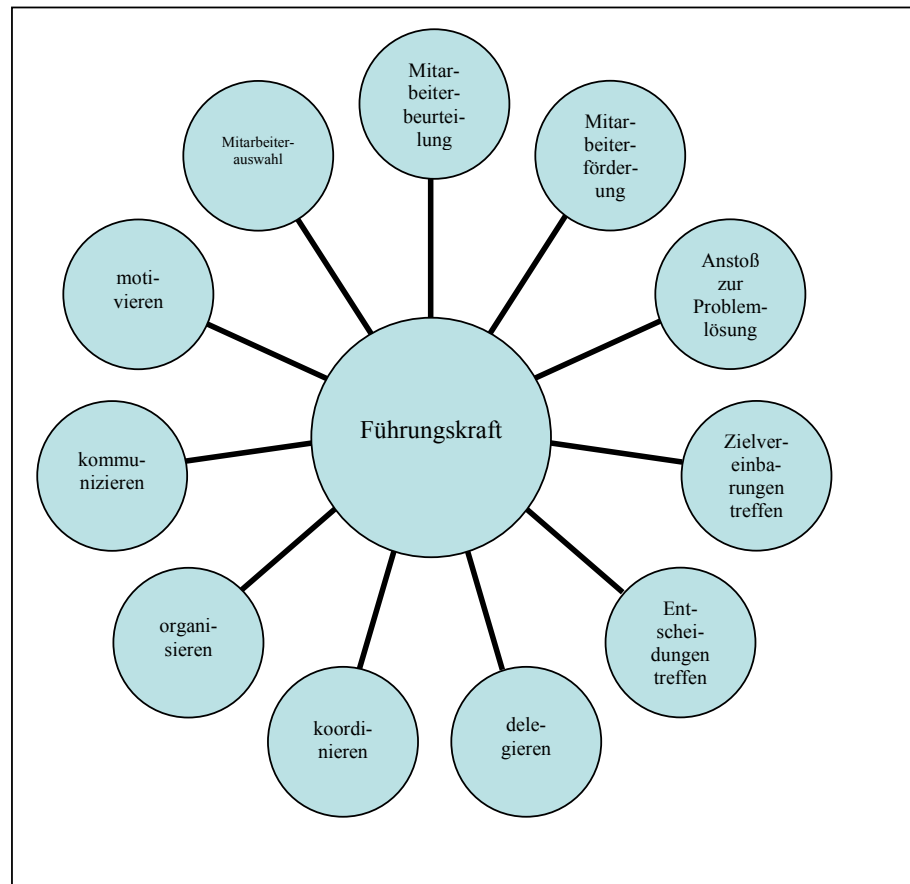 Mitar-
beiter-
beurtei-
lung
Mitar-
beiter-
förder-
ung
Anstoß
zur
Problem-
lösung
Zielver-
einba-
rungen
treffen
Ent-
schei-
dungen
treffen
dele-
gieren
koordi-
nieren
organi-
sieren
kommu-
nizieren
moti-
vieren
Mitarbeiter-
auswahl
Führungskraft